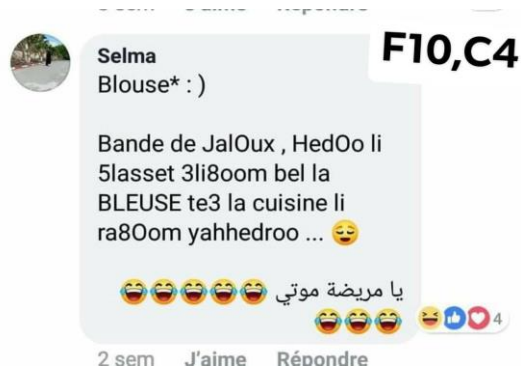 F10,C4
Selma
Blouse* : )
Bande de JalOux , HedOo li
5lasset 3li8oom bel la
BLEUSE te3 la cuisine li
ra8Oom yahhedroo ... 😌
يا مريضة موتي 😂😂😂😂😂
😂😂😂
4
2 sem J'aime Répondre